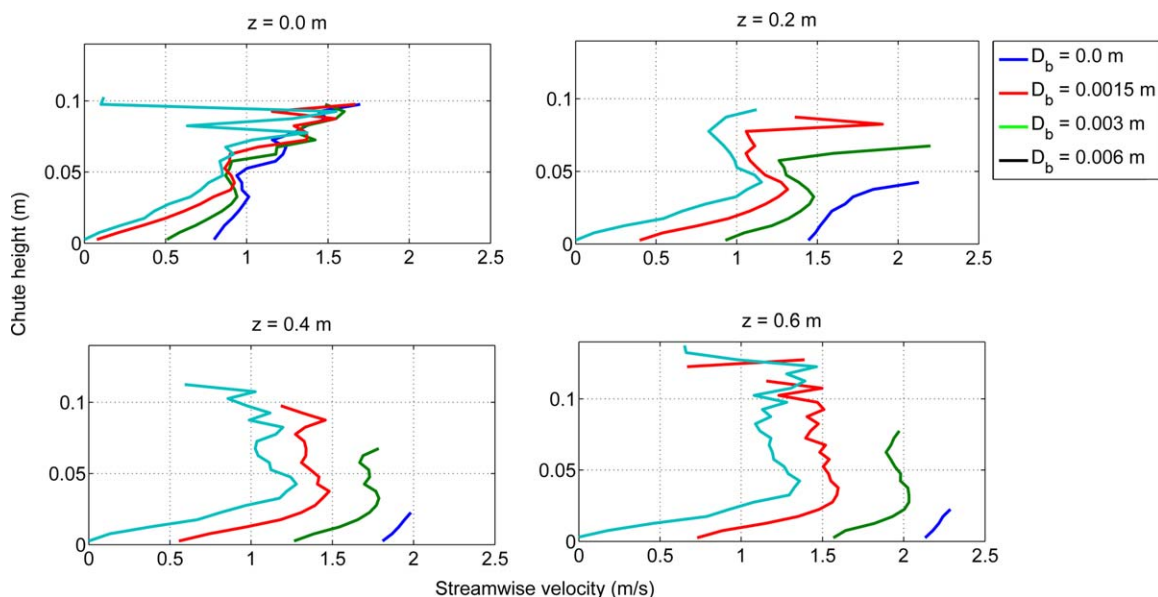 z = 0.0 m
z = 0.2 m
0.1
0.05
0
0 0.5 1 1.5 2 2.5
0.1
0.05
0
0 0.5 1 1.5 2 2.5
D_b = 0.0 m
D_b = 0.0015 m
D_b = 0.003 m
D_b = 0.006 m
Chute height (m)
z = 0.4 m
z = 0.6 m
0.1
0.05
0
0 0.5 1 1.5 2 2.5
0.1
0.05
0
0 0.5 1 1.5 2 2.5
Streamwise velocity (m/s)